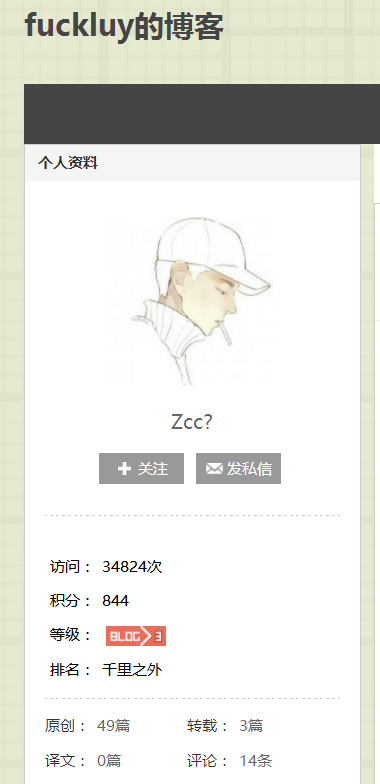 fuckluy的博客
个人资料
Zcc?
关注 发私信
访问： 34824次
积分： 844
等级： BLOG 3
排名： 千里之外
原创： 49篇 转载： 3篇
译文： 0篇 评论： 14条